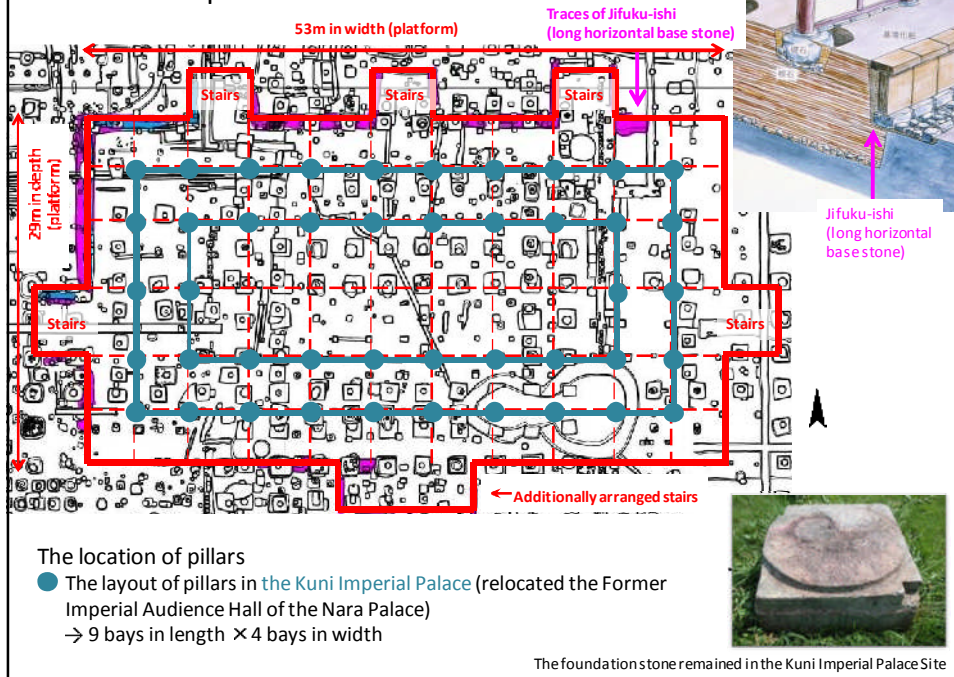 53m in width (platform)
Traces of Jifuku-ishi
(long horizontal base stone)
Stairs
Stairs
Stairs
29m in depth
(platform)
Jifuku-ishi
(long horizontal
base stone)
Stairs
Stairs
←Additionally arranged stairs
The location of pillars
The layout of pillars in the Kuni Imperial Palace (relocated the Former
Imperial Audience Hall of the Nara Palace)
→ 9 bays in length ×4 bays in width
The foundation stone remained in the Kuni Imperial Palace Site